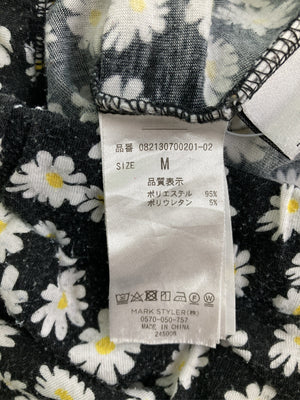 品番 082130700201-02
SIZE M
品質表示
ポリエステル 95%
ポリウレタン 5%
MARK STYLER(株)
0570-050-757
MADE IN CHINA